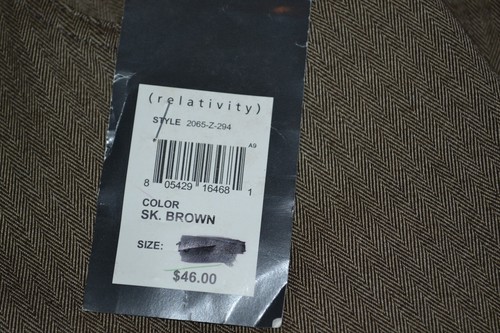 (relativity)
STYLE 2065-Z-294
A9
8 05429 16468 1
COLOR
SK. BROWN
SIZE:
$46.00